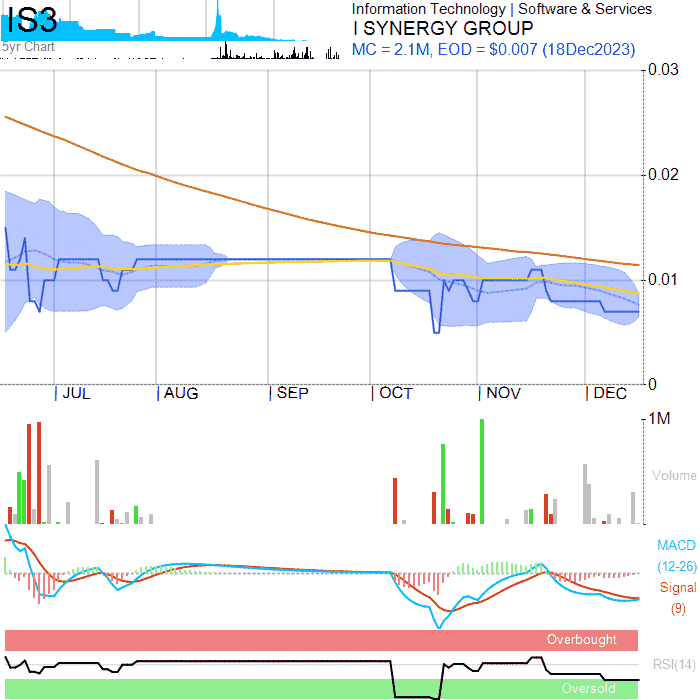 IS3
5yr Chart
Information Technology | Software & Services
I SYNERGY GROUP
MC = 2.1M, EOD = $0.007 (18Dec2023)
0.03
0.02
0.01
0
JUL AUG SEP OCT NOV DEC
1M
Volume
MACD
(12-26)
Signal
(9)
Overbought
RSI(14)
Oversold